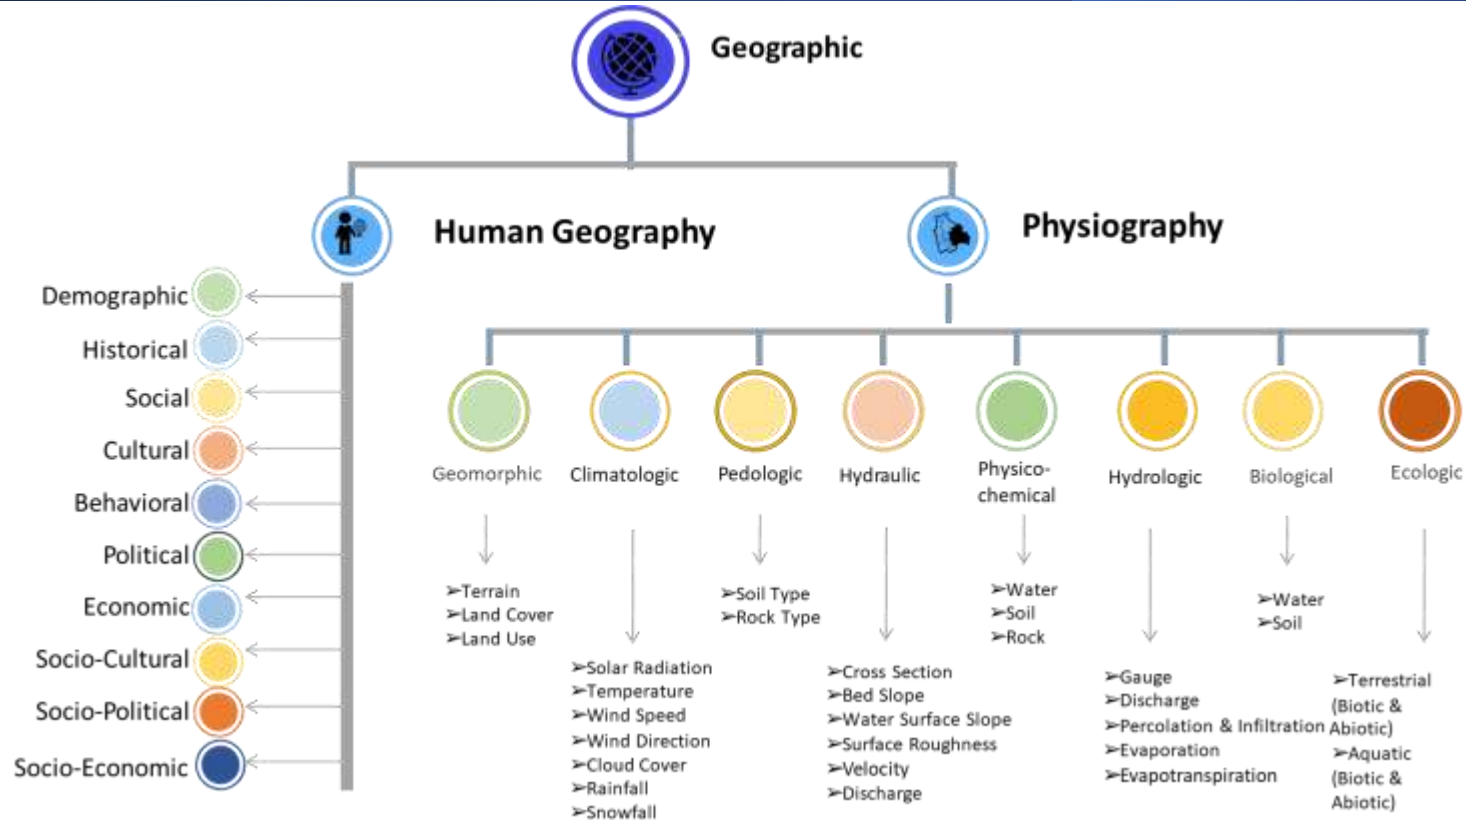 Geographic
Human Geography
Physiography
Demographic
Historical
Social
Cultural
Behavioral
Political
Economic
Socio-Cultural
Socio-Political
Socio-Economic
Geomorphic
➢Terrain
➢Land Cover
➢Land Use
Climatologic
➢Solar Radiation
➢Temperature
➢Wind Speed
➢Wind Direction
➢Cloud Cover
➢Rainfall
➢Snowfall
Pedologic
➢Soil Type
➢Rock Type
Hydraulic
➢Cross Section
➢Bed Slope
➢Water Surface Slope
➢Surface Roughness
➢Velocity
➢Discharge
Physico-
chemical
➢Water
➢Soil
➢Rock
Hydrologic
➢Gauge
➢Discharge
➢Percolation & Infiltration
➢Evaporation
➢Evapotranspiration
Biological
➢Water
➢Soil
Ecologic
➢Terrestrial
(Biotic &
Abiotic)
➢Aquatic
(Biotic &
Abiotic)